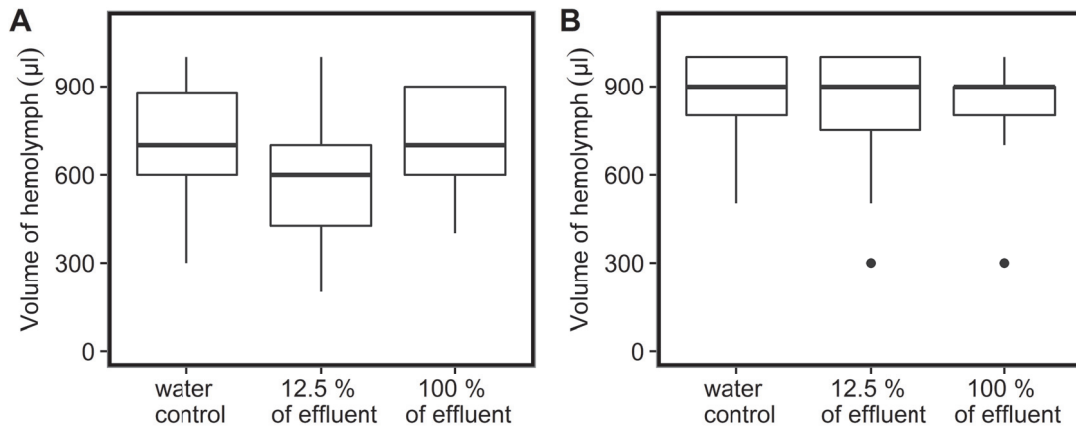 A
Volume of hemolymph (µl)
900
600
300
0
water
control
12.5 %
of effluent
100 %
of effluent
B
Volume of hemolymph (µl)
900
600
300
0
water
control
12.5 %
of effluent
100 %
of effluent